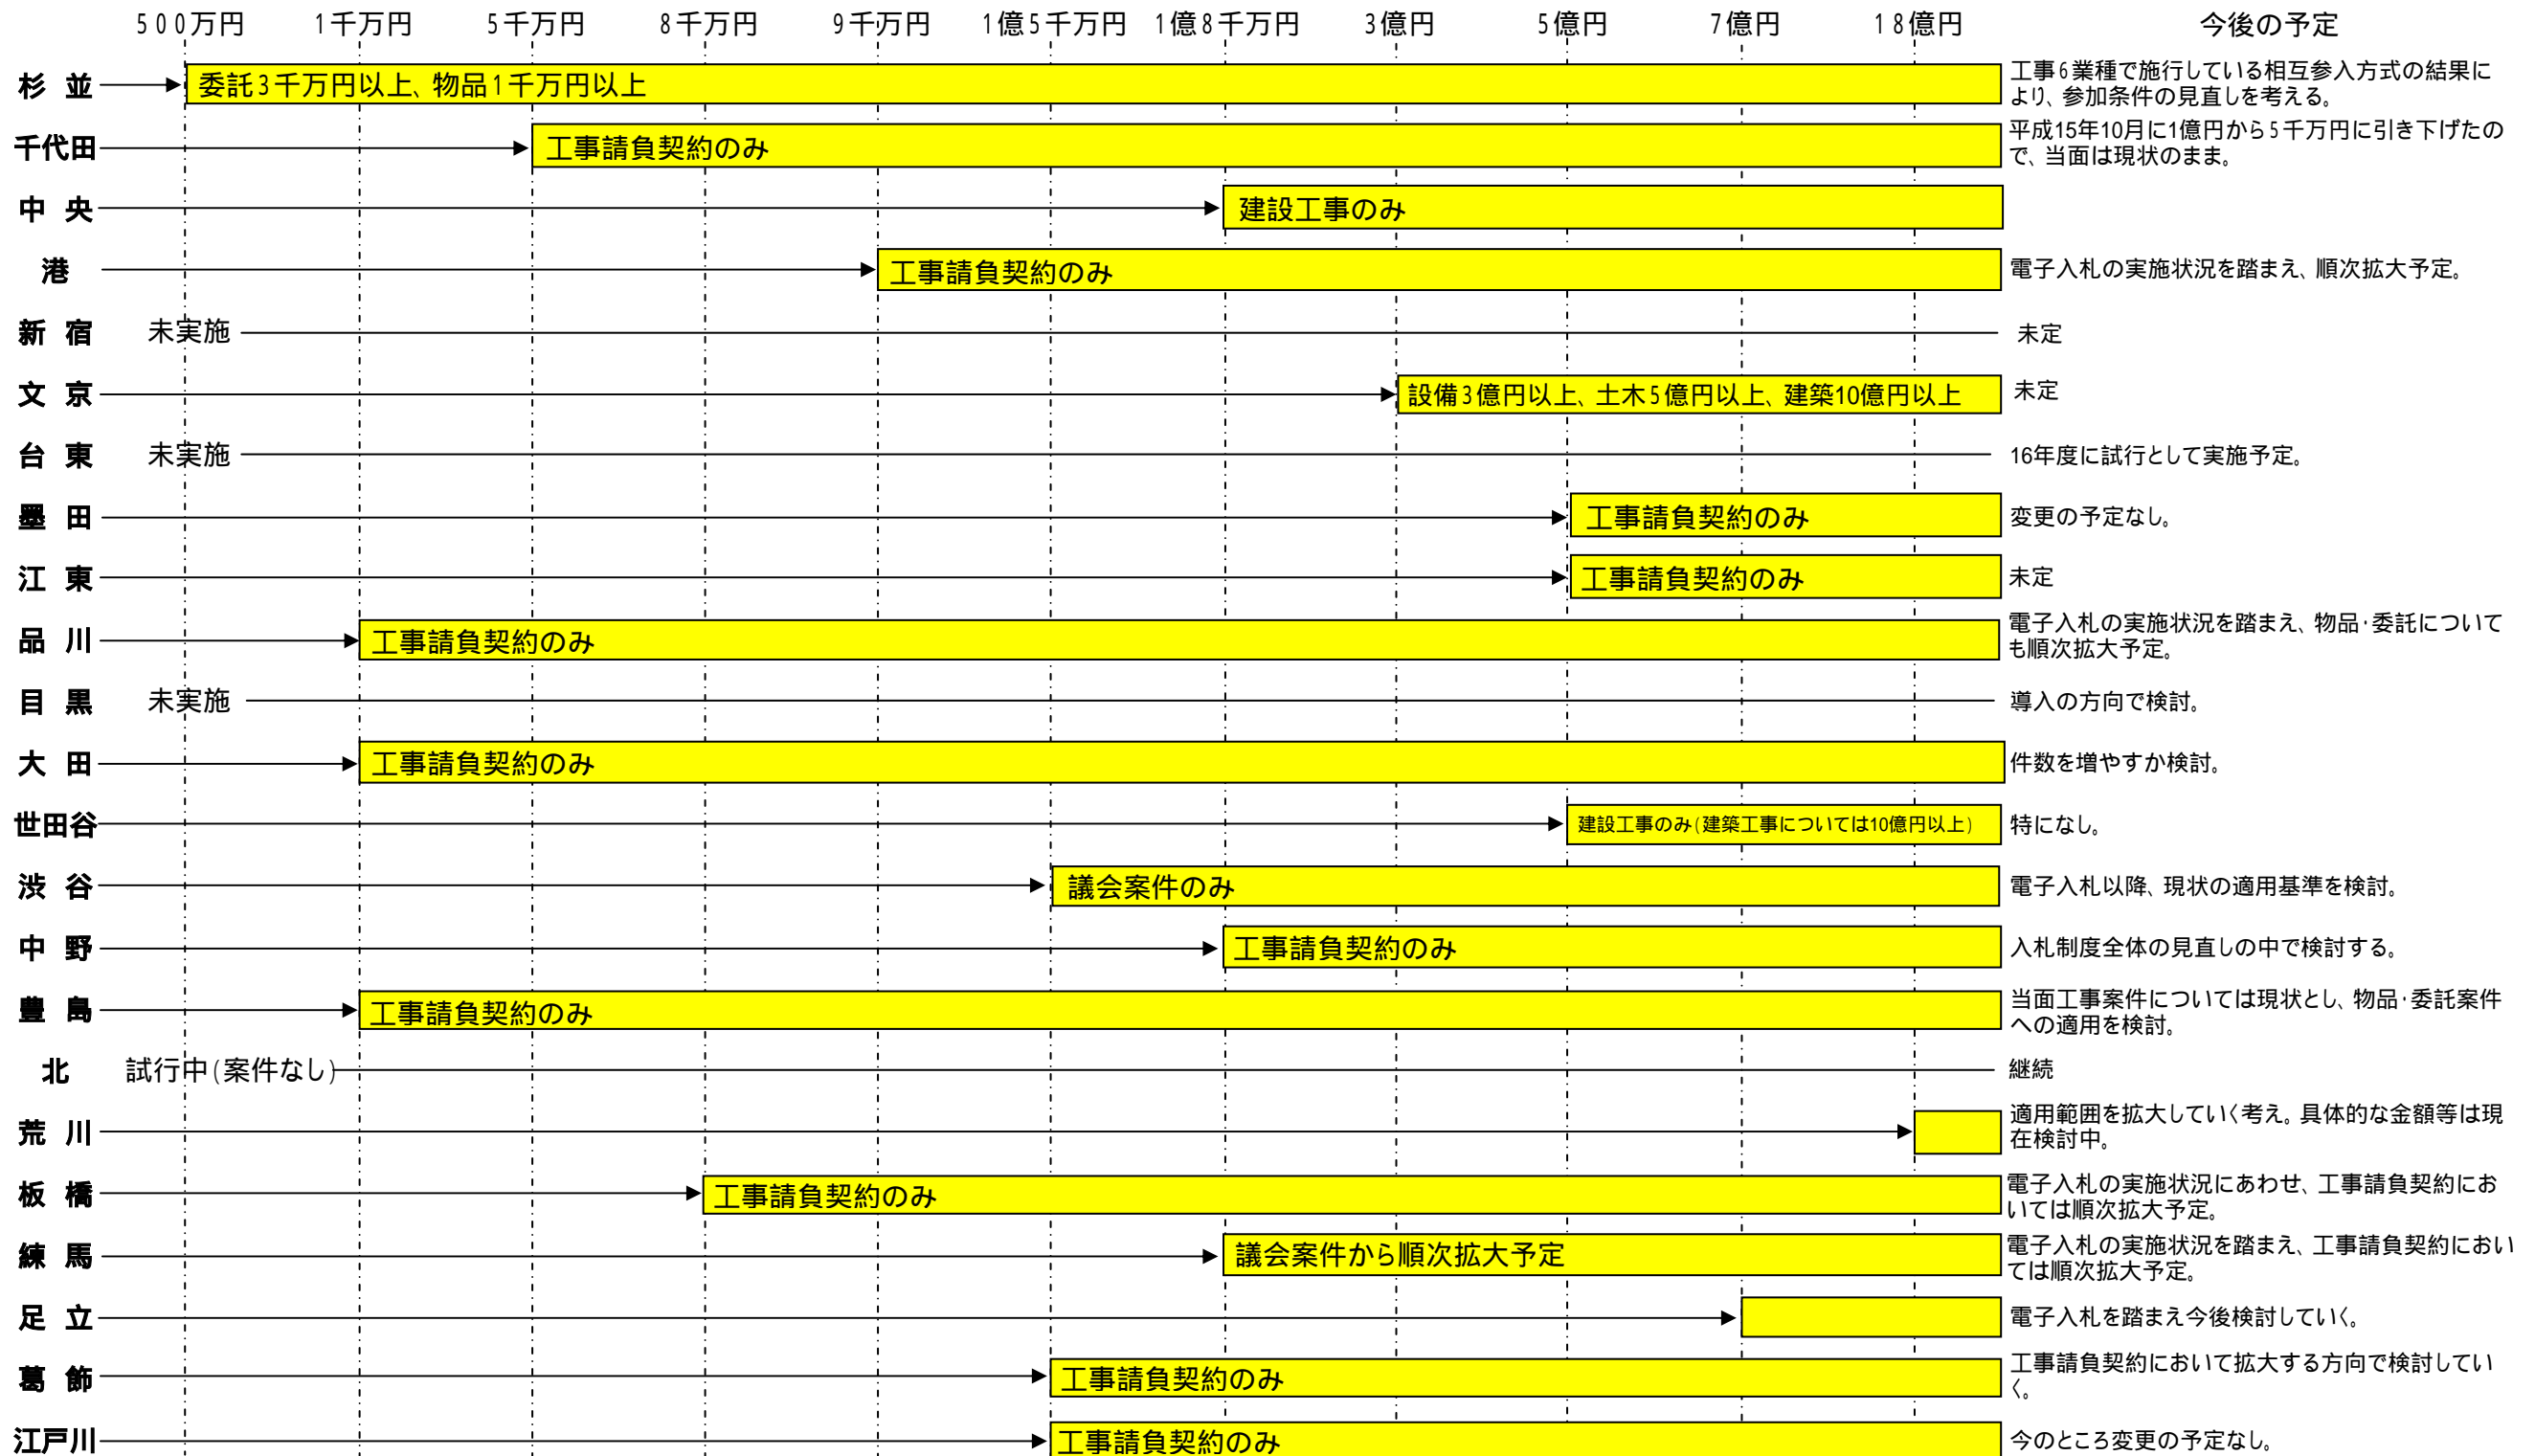 ５００万円 1千万円 5千万円 8千万円 9千万円 1億5千万円 1億8千万円 3億円 5億円 7億円 18億円 今後の予定
杉 並 委託3千万円以上、物品1千万円以上 工事6業種で施行している相互参入方式の結果に
より、参加条件の見直しを考える。
千代田 工事請負契約のみ 平成15年10月に1億円から5千万円に引き下げたの
で、当面は現状のまま。
中 央 建設工事のみ
港 工事請負契約のみ 電子入札の実施状況を踏まえ、順次拡大予定。
新 宿 未実施 未定
文 京 設備3億円以上、土木5億円以上、建築10億円以上 未定
台 東 未実施 16年度に試行として実施予定。
墨 田 工事請負契約のみ 変更の予定なし。
江 東 工事請負契約のみ 未定
品 川 工事請負契約のみ 電子入札の実施状況を踏まえ、物品・委託について
も順次拡大予定。
目 黒 未実施 導入の方向で検討。
大 田 工事請負契約のみ 件数を増やすか検討。
世田谷 建設工事のみ(建築工事については10億円以上) 特になし。
渋 谷 議会案件のみ 電子入札以降、現状の適用基準を検討。
中 野 工事請負契約のみ 入札制度全体の見直しの中で検討する。
豊 島 工事請負契約のみ 当面工事案件については現状とし、物品・委託案件
への適用を検討。
北 試行中(案件なし) 継続
荒 川 適用範囲を拡大していく考え。具体的な金額等は現
在検討中。
板 橋 工事請負契約のみ 電子入札の実施状況にあわせ、工事請負契約にお
いては順次拡大予定。
練 馬 議会案件から順次拡大予定 電子入札の実施状況を踏まえ、工事請負契約におい
ては順次拡大予定。
足 立 電子入札を踏まえ今後検討していく。
葛 飾 工事請負契約のみ 工事請負契約において拡大する方向で検討してい
く。
江戸川 工事請負契約のみ 今のところ変更の予定なし。